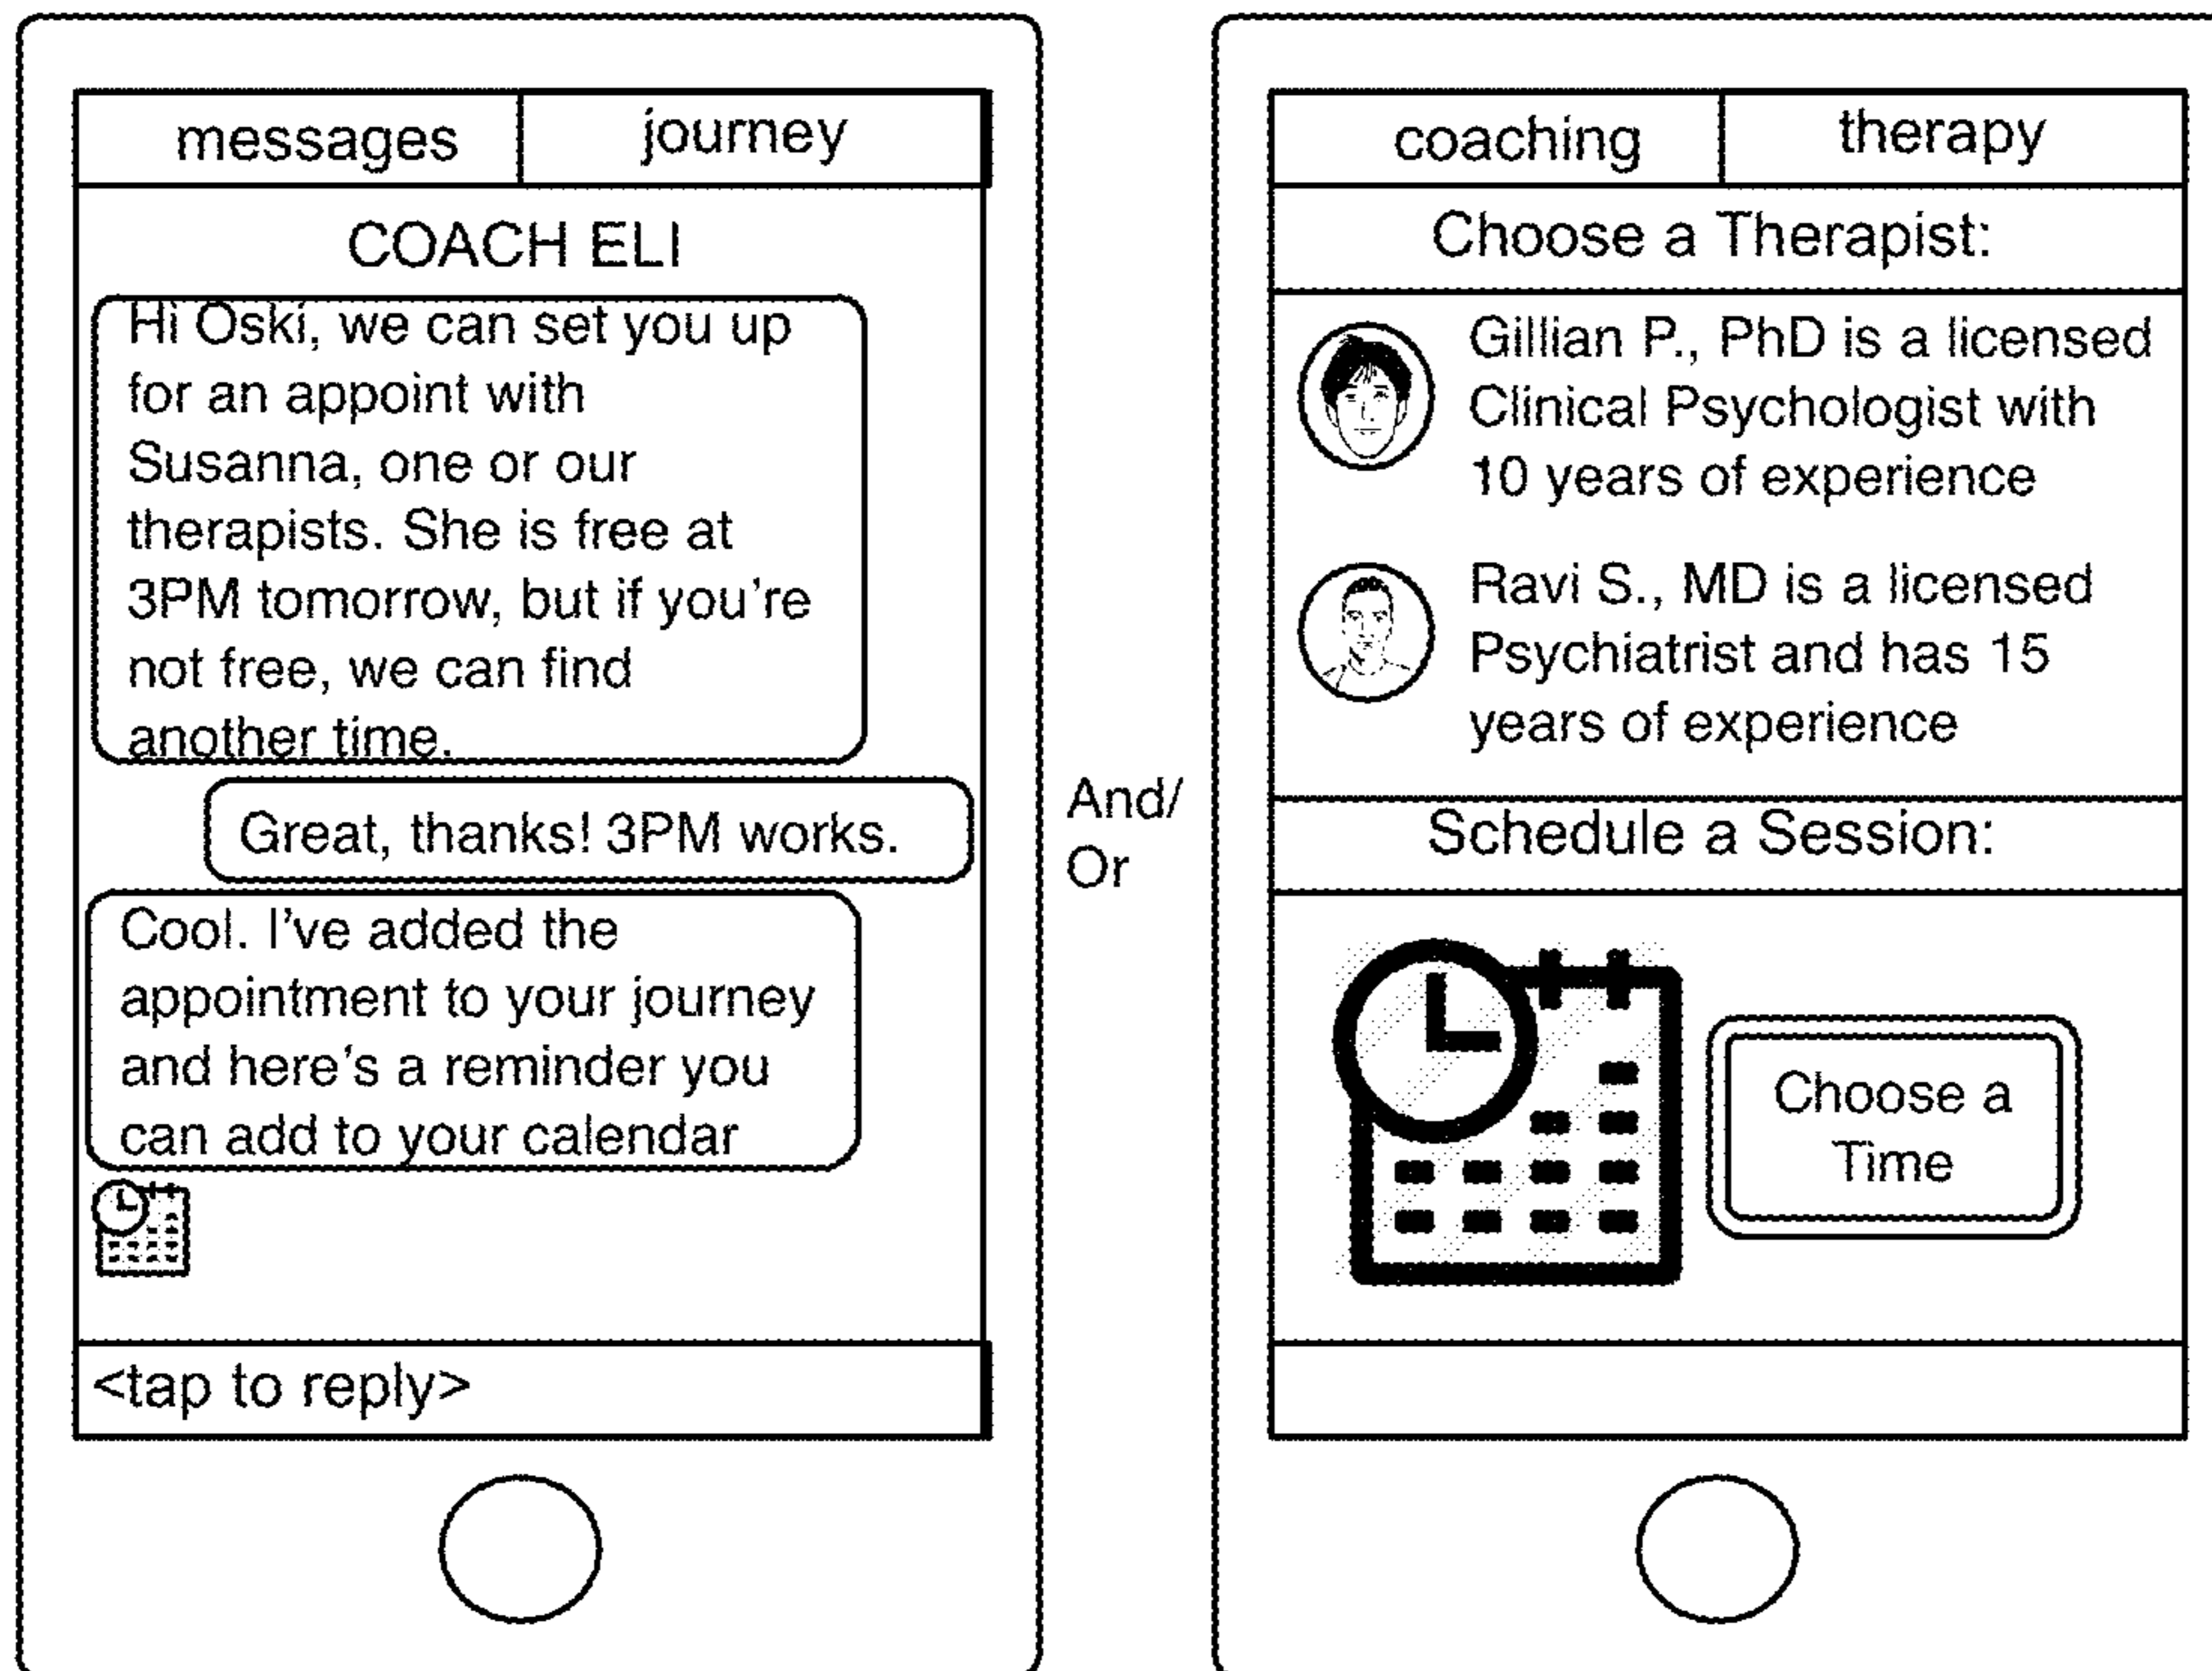 messages
journey
COACH ELI
Hi Oski, we can set you up
for an appoint with
Susanna, one or our
therapists. She is free at
3PM tomorrow, but if you're
not free, we can find
another time.
Great, thanks! 3PM works.
Cool. I've added the
appointment to your journey
and here's a reminder you
can add to your calendar
<tap to reply>
And/
Or
coaching
therapy
Choose a Therapist:
Gillian P., PhD is a licensed
Clinical Psychologist with
10 years of experience
Ravi S., MD is a licensed
Psychiatrist and has 15
years of experience
Schedule a Session:
Choose a
Time